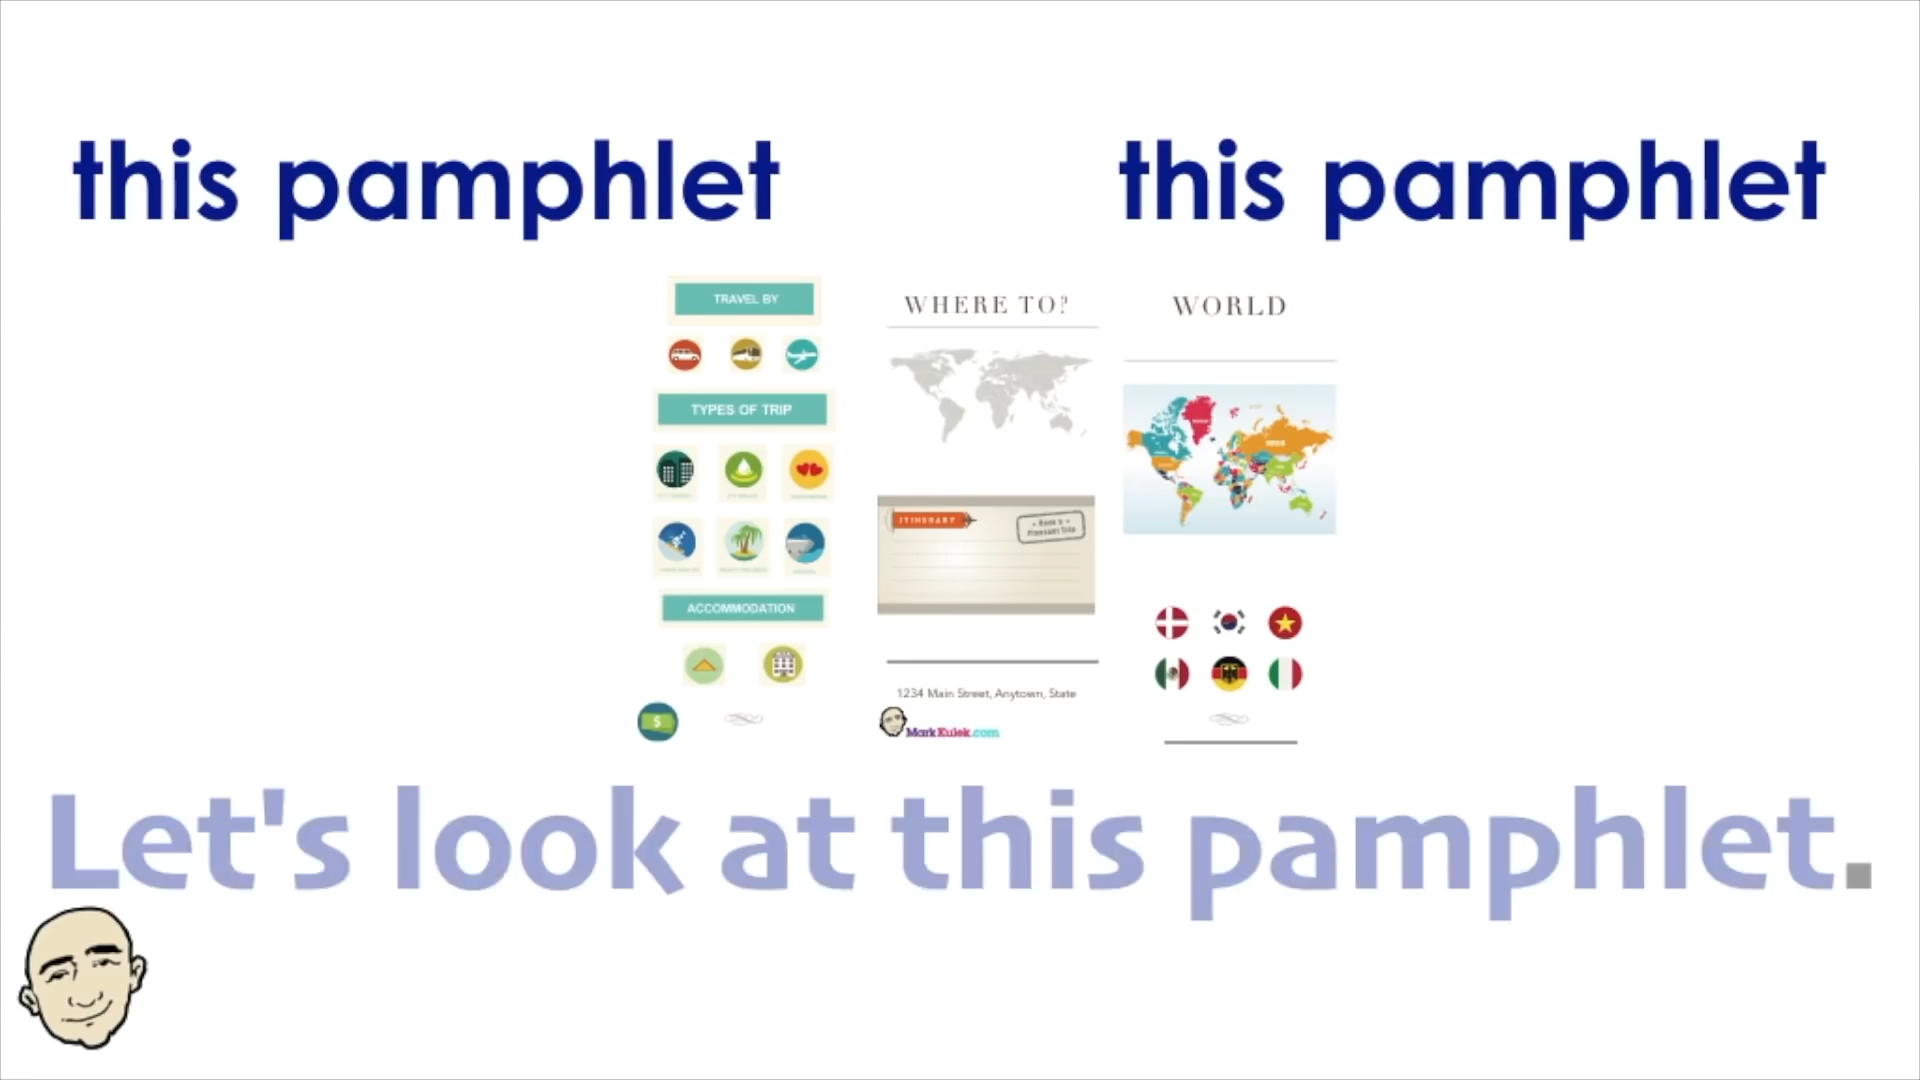 this pamphlet
this pamphlet
TRAVEL BY
TYPES OF TRIP
ACCOMMODATION
WHERE TO?
ITINERARY
1234 Main Street, Anytown, State
MarkKulek.com
WORLD
Let's look at this pamphlet.